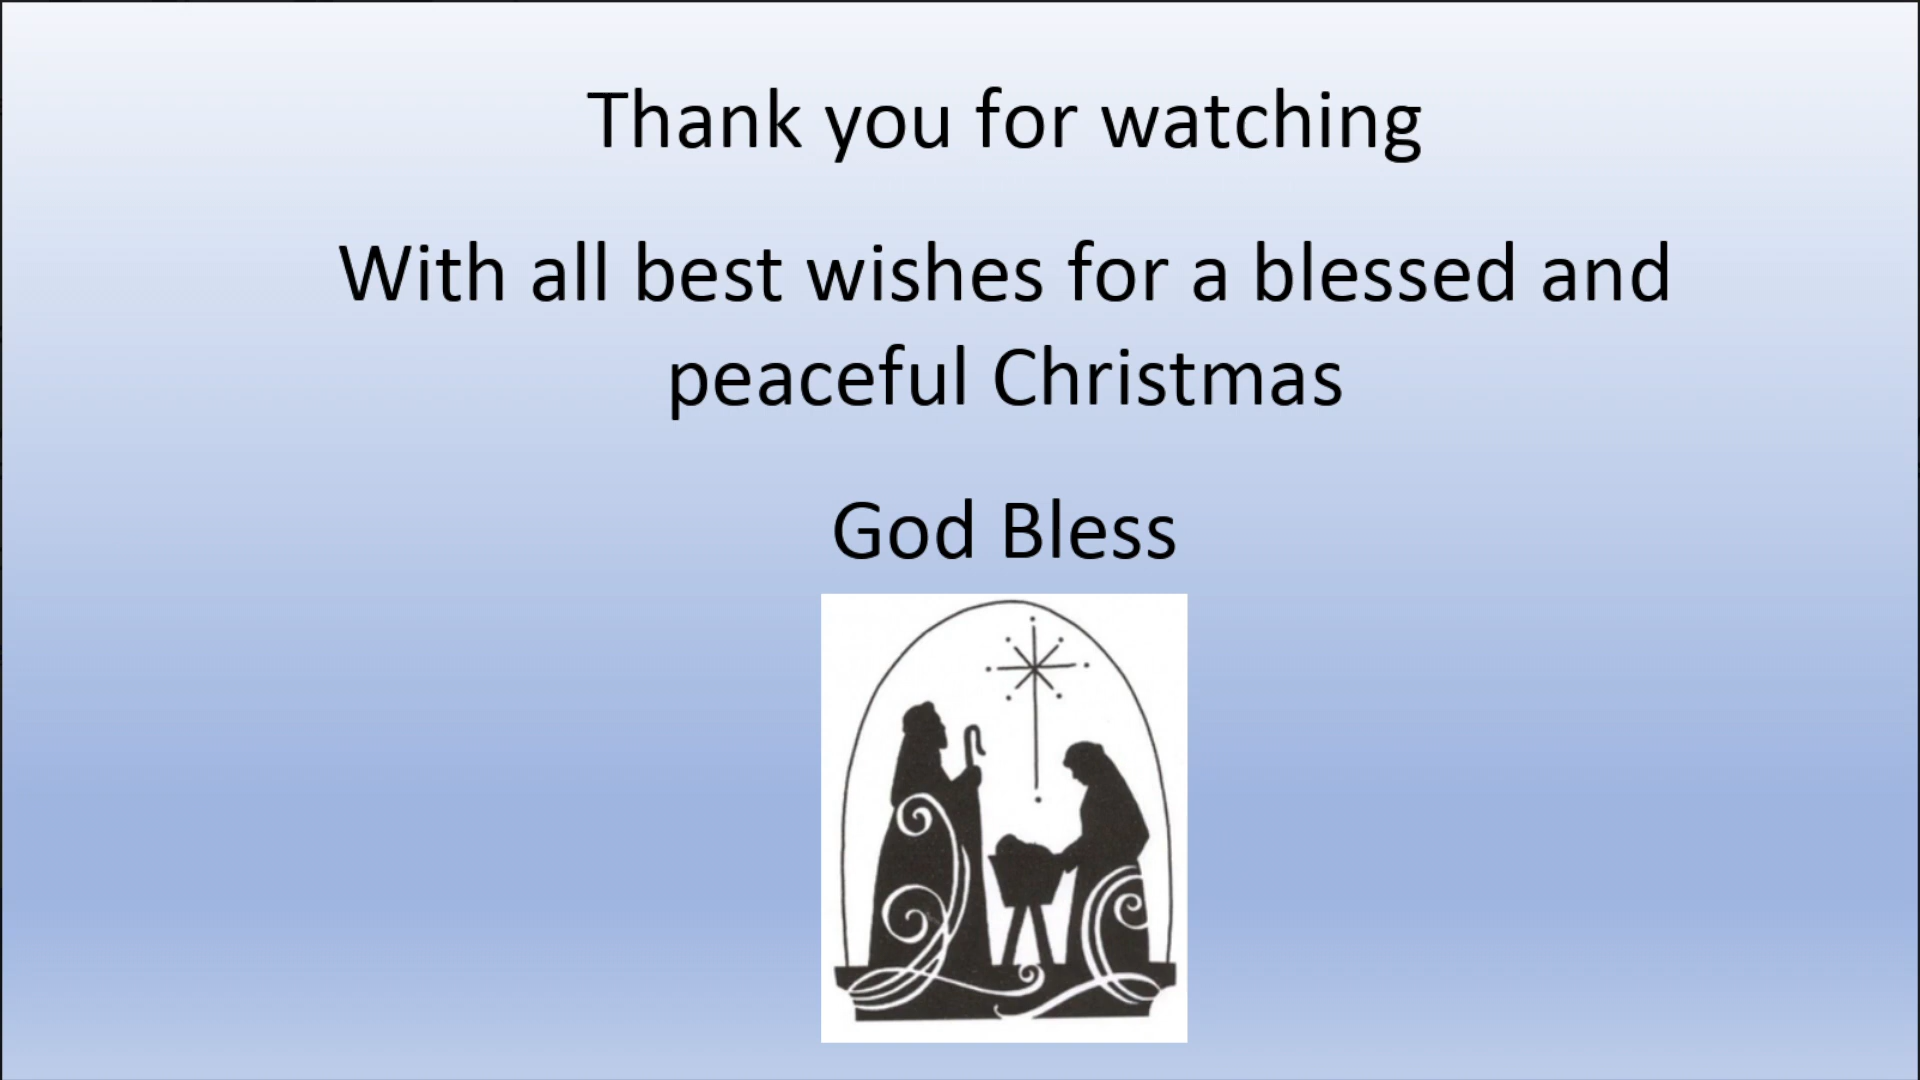 Thank you for watching
With all best wishes for a blessed and
peaceful Christmas
God Bless